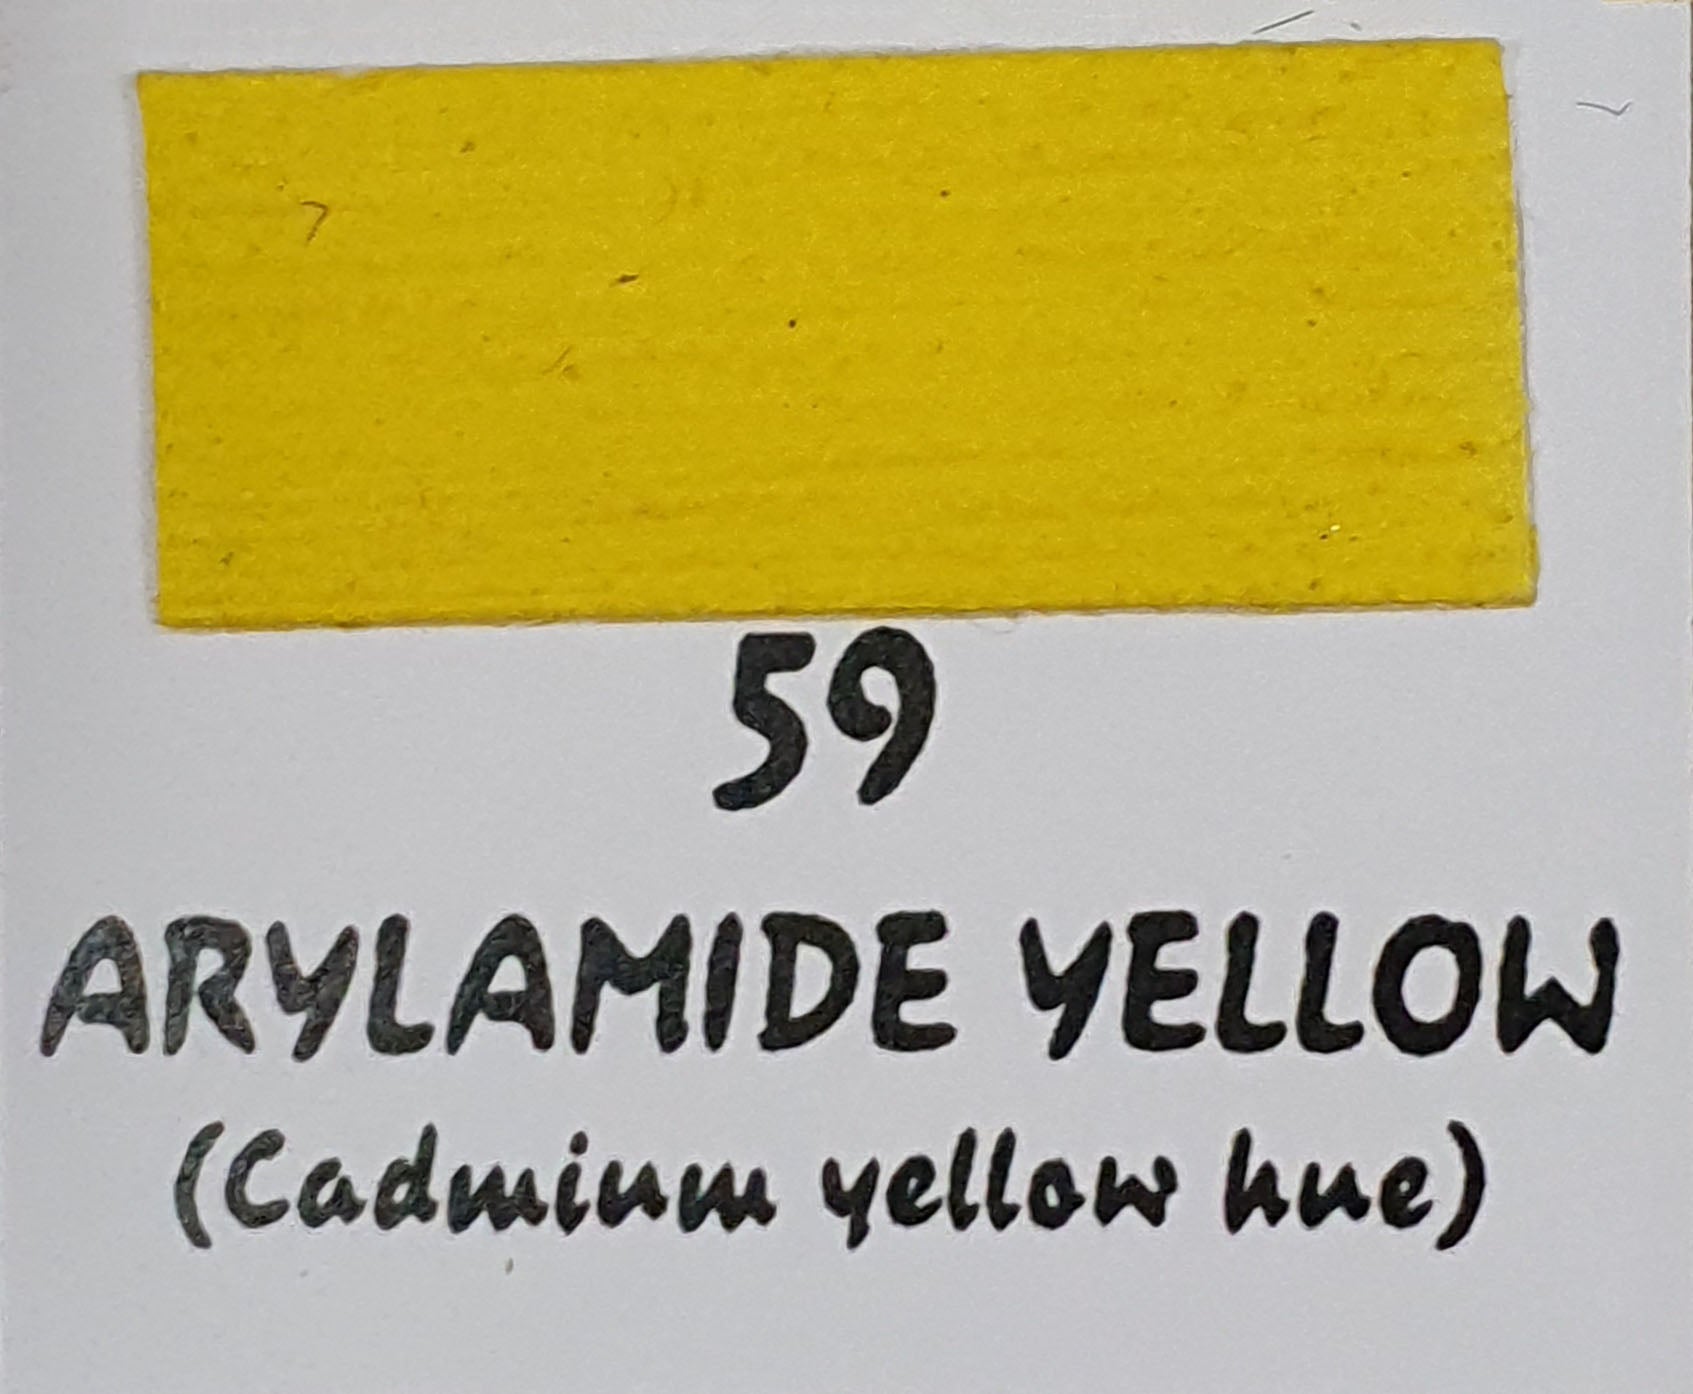 59
ARYLAMIDE YELLOW
(Cadmium yellow hue)